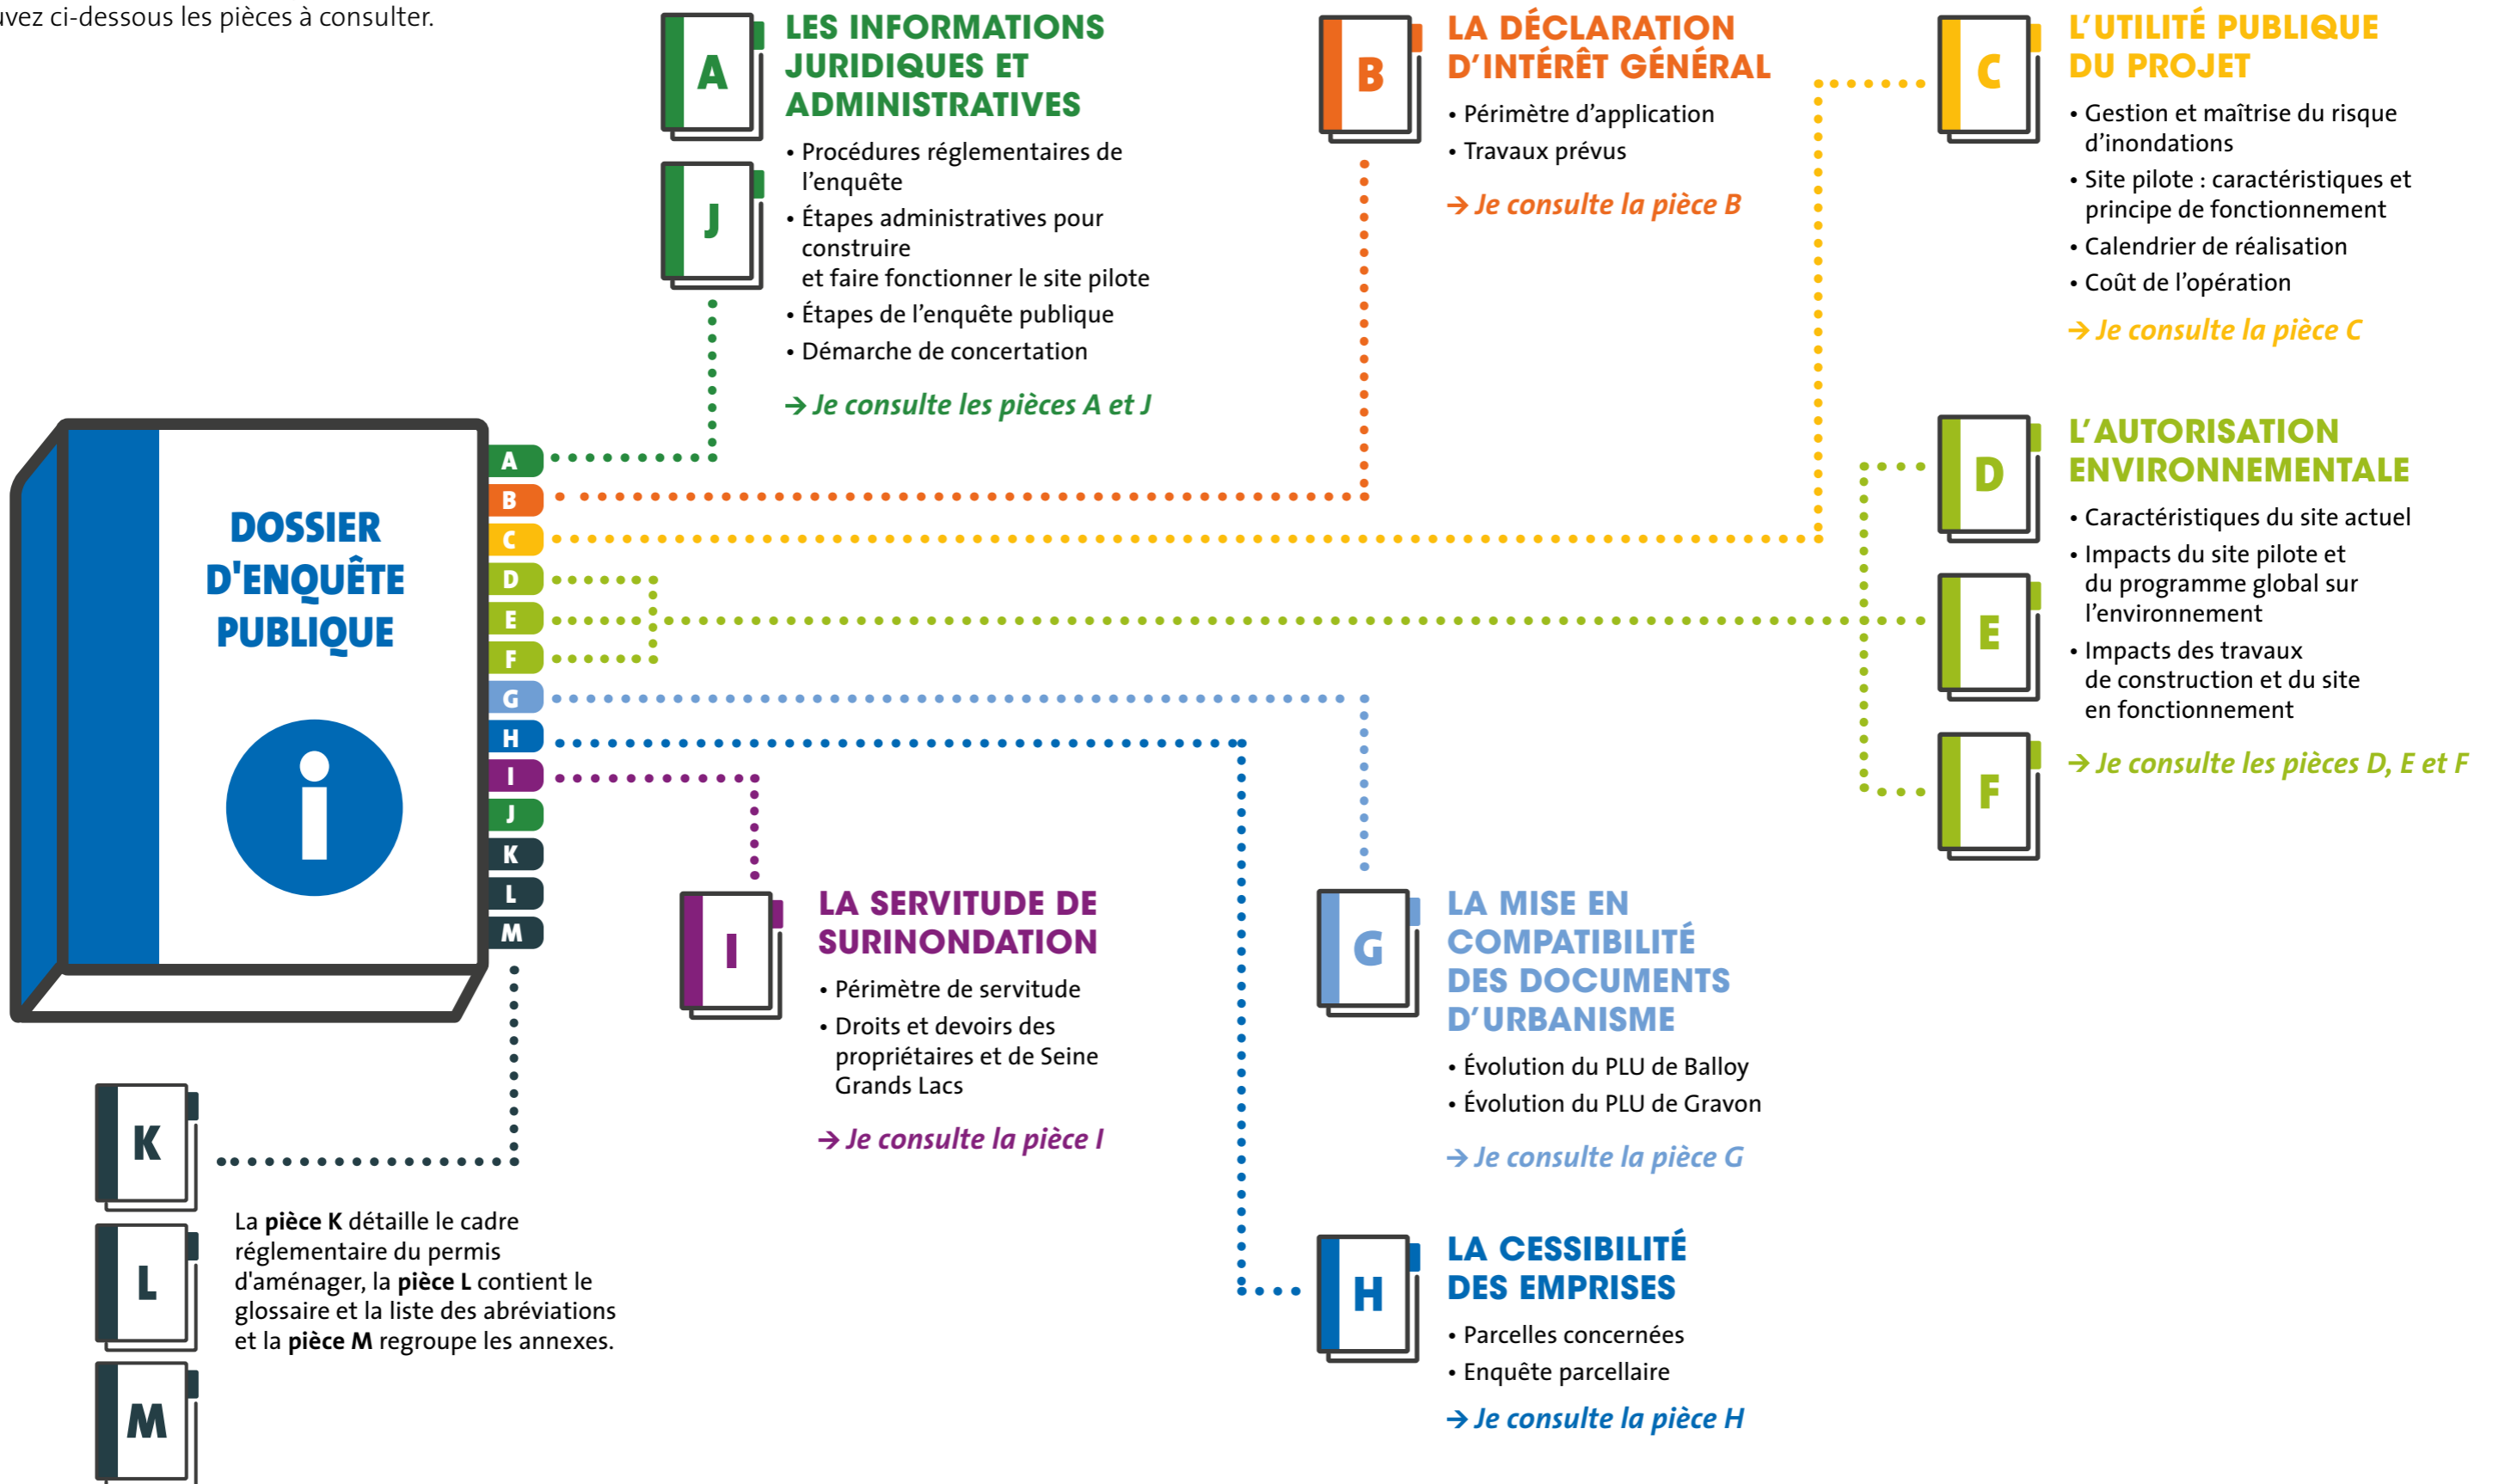 ci-dessous les pièces à consulter.
A
J
LES INFORMATIONS
JURIDIQUES ET
ADMINISTRATIVES
• Procédures réglementaires de
l’enquête
• Étapes administratives pour
construire
et faire fonctionner le site pilote
• Étapes de l’enquête publique
• Démarche de concertation
→ Je consulte les pièces A et J
B
LA DÉCLARATION
D’INTÉRÊT GÉNÉRAL
• Périmètre d’application
• Travaux prévus
→ Je consulte la pièce B
C
L’UTILITÉ PUBLIQUE
DU PROJET
• Gestion et maîtrise du risque
d’inondations
• Site pilote : caractéristiques et
principe de fonctionnement
• Calendrier de réalisation
• Coût de l’opération
→ Je consulte la pièce C
DOSSIER
D'ENQUÊTE
PUBLIQUE
i
A
B
C
D
E
F
G
H
I
J
K
L
M
D
E
F
L’AUTORISATION
ENVIRONNEMENTALE
• Caractéristiques du site actuel
• Impacts du site pilote et
du programme global sur
l’environnement
• Impacts des travaux
de construction et du site
en fonctionnement
→ Je consulte les pièces D, E et F
I
LA SERVITUDE DE
SURINONDATION
• Périmètre de servitude
• Droits et devoirs des
propriétaires et de Seine
Grands Lacs
→ Je consulte la pièce I
G
LA MISE EN
COMPATIBILITÉ
DES DOCUMENTS
D’URBANISME
• Évolution du PLU de Balloy
• Évolution du PLU de Gravon
→ Je consulte la pièce G
H
LA CESSIBILITÉ
DES EMPRISES
• Parcelles concernées
• Enquête parcellaire
→ Je consulte la pièce H
K
L
M
La pièce K détaille le cadre
réglementaire du permis
d'aménager, la pièce L contient le
glossaire et la liste des abréviations
et la pièce M regroupe les annexes.